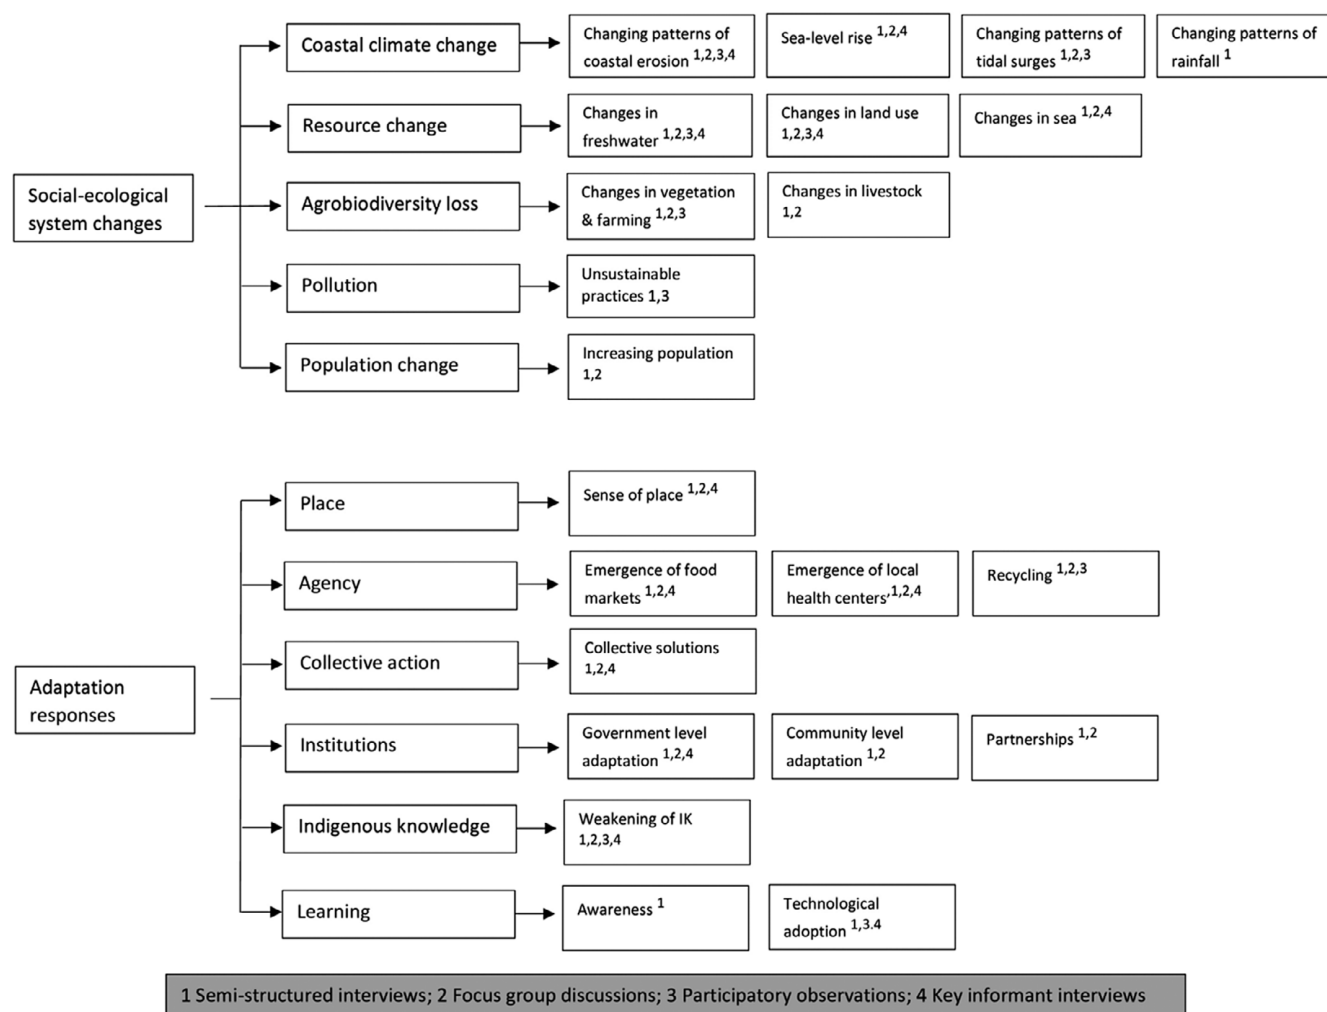 Coastal climate change
Changing patterns of
coastal erosion 1,2,3,4
Sea-level rise 1,2,4
Changing patterns of
tidal surges 1,2,3
Changing patterns of
rainfall 1
Resource change
Changes in
freshwater 1,2,3,4
Changes in land use
1,2,3,4
Changes in sea 1,2,4
Social-ecological
system changes
Agrobiodiversity loss
Changes in vegetation
& farming 1,2,3
Changes in livestock
1,2
Pollution
Unsustainable
practices 1,3
Population change
Increasing population
1,2
Place
Sense of place 1,2,4
Agency
Emergence of food
markets 1,2,4
Emergence of local
health centers’1,2,4
Recycling 1,2,3
Adaptation
responses
Collective action
Collective solutions
1,2,4
Institutions
Government level
adaptation 1,2,4
Community level
adaptation 1,2
Partnerships 1,2
Indigenous knowledge
Weakening of IK
1,2,3,4
Learning
Awareness 1
Technological
adoption 1,3.4
1 Semi-structured interviews; 2 Focus group discussions; 3 Participatory observations; 4 Key informant interviews